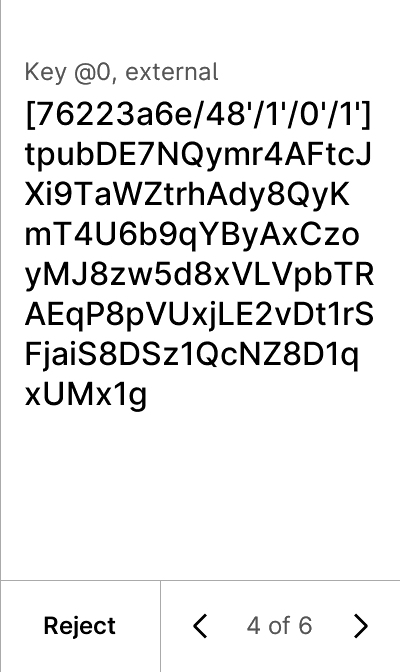 Key @0, external
[76223a6e/48'/1'/0'/1']
tpubDE7NQymr4AFtcJ
Xi9TaWZtrhAdy8QyK
mT4U6b9qYByAxCzo
yMJ8zw5d8xVLVpbTR
AEqP8pVUxjLE2vDt1rS
FjaiS8DSz1QcNZ8D1q
xUMx1g
Reject
4 of 6